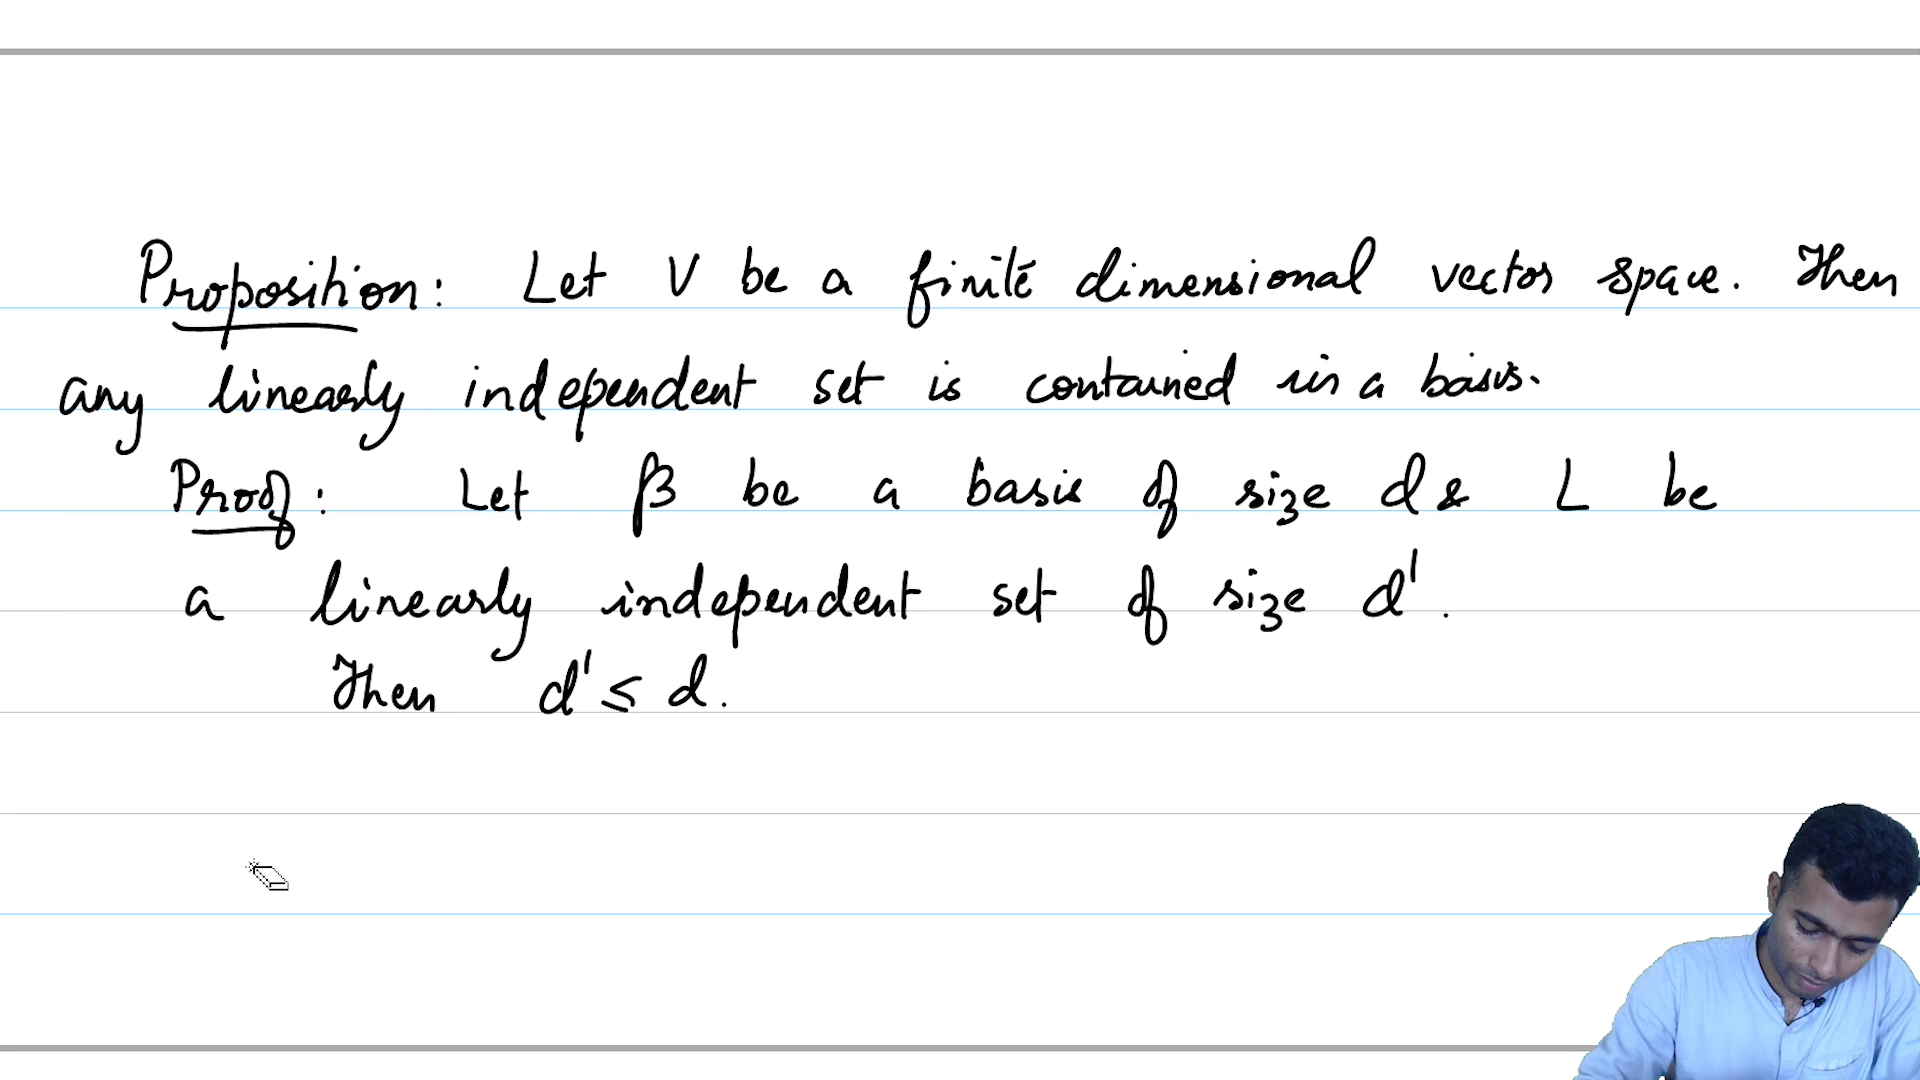 Proposition: Let V be a finite dimensional vector space. Then
any linearly independent set is contained in a basis.
Proof: Let β be a basis of size d & L be
a linearly independent set of size d'.
Then d' ≤ d.